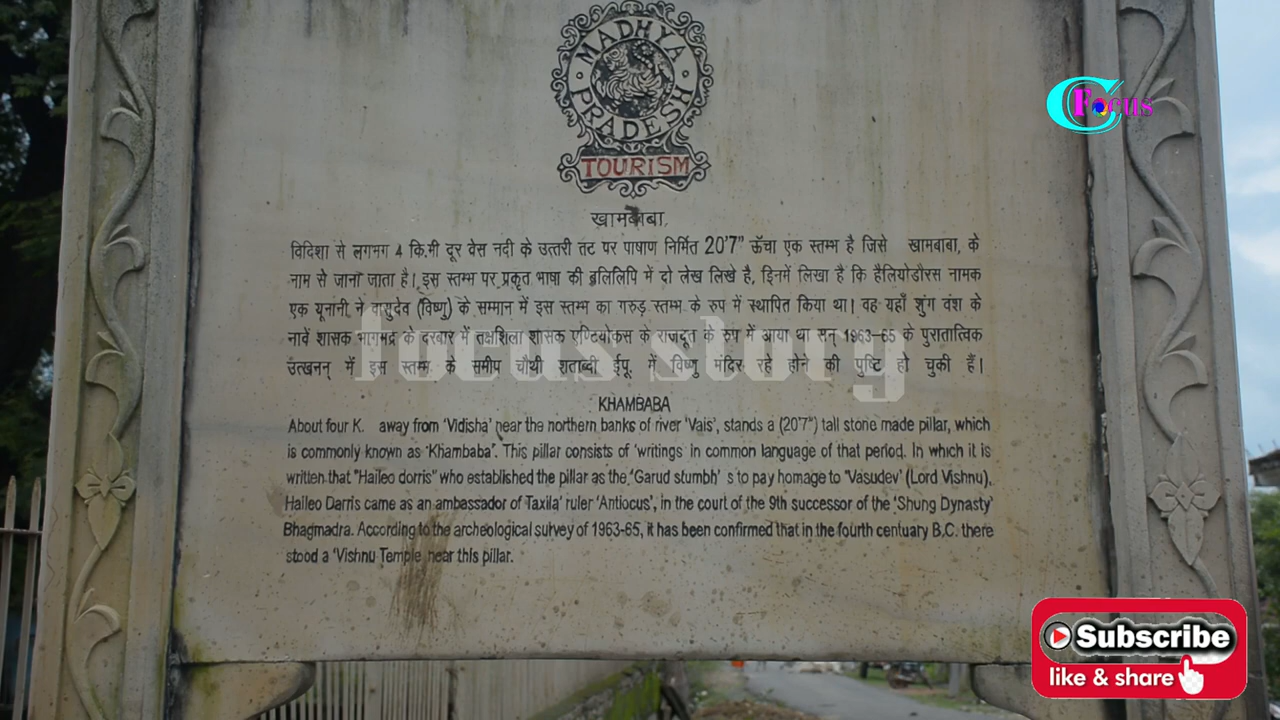 MADHYA PRADESH
TOURISM
C Focus
खामबाबा
विदिशा से लगभग 4 कि.मी दूर वेस नदी के उत्तरी तट पर पाषाण निर्मित 20'7" ऊँचा एक स्तम्भ है जिसे खामबाबा, के
नाम से जाना जाता है। इस स्तम्भ पर प्रकृत भाषा की ब्रलिलिपि में दो लेख लिखे है, इिनमें लिखा है कि हैलियोडौरस नामक
एक यूनानी ने वासुदेव (विष्णु) के सम्मान में इस स्तम्भ का गरुड़ स्तम्भ के रुप में स्थापित किया था। वह यहाँ शुंग वंश के
नावें शासक भागमद्र के दरबार में तक्षशिला शासक एण्टियोकस के राजदूत के रुप में आया था सन् 1963-65 के पुरातात्विक
उत्खनन् में इस स्तम्म के समीप चौथी शताब्दी ईपू. में विष्णु मंदिर रहे होने की पुष्टि हो चुकी हैं।
focus story
KHAMBABA
About four K. away from 'Vidisha' near the northern banks of river 'Vais', stands a (20'7") tall stone made pillar, which
is commonly known as 'Khambaba'. This pillar consists of 'writings' in common language of that period. In which it is
written that "Haileo dorris" who established the pillar as the 'Garud stumbh' s to pay homage to "Vasudev' (Lord Vishnu).
Haileo Darris came as an ambassador of Taxila' ruler 'Antiocus', in the court of the 9th successor of the 'Shung Dynasty'
Bhagmadra. According to the archeological survey of 1963-65, it has been confirmed that in the fourth centuary B.C. there
stood a 'Vishnu Temple near this pillar.
Subscribe
like & share